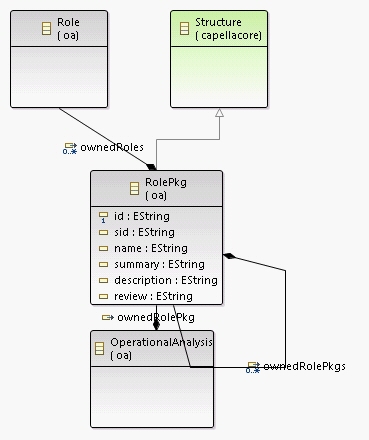 Role
(oa)
Structure
(capellacore)
0..*
ownedRoles
RolePkg
(oa)
1
id : EString
sid : EString
name : EString
summary : EString
description : EString
review : EString
ownedRolePkg
OperationalAnalysis
(oa)
0..*
ownedRolePkgs